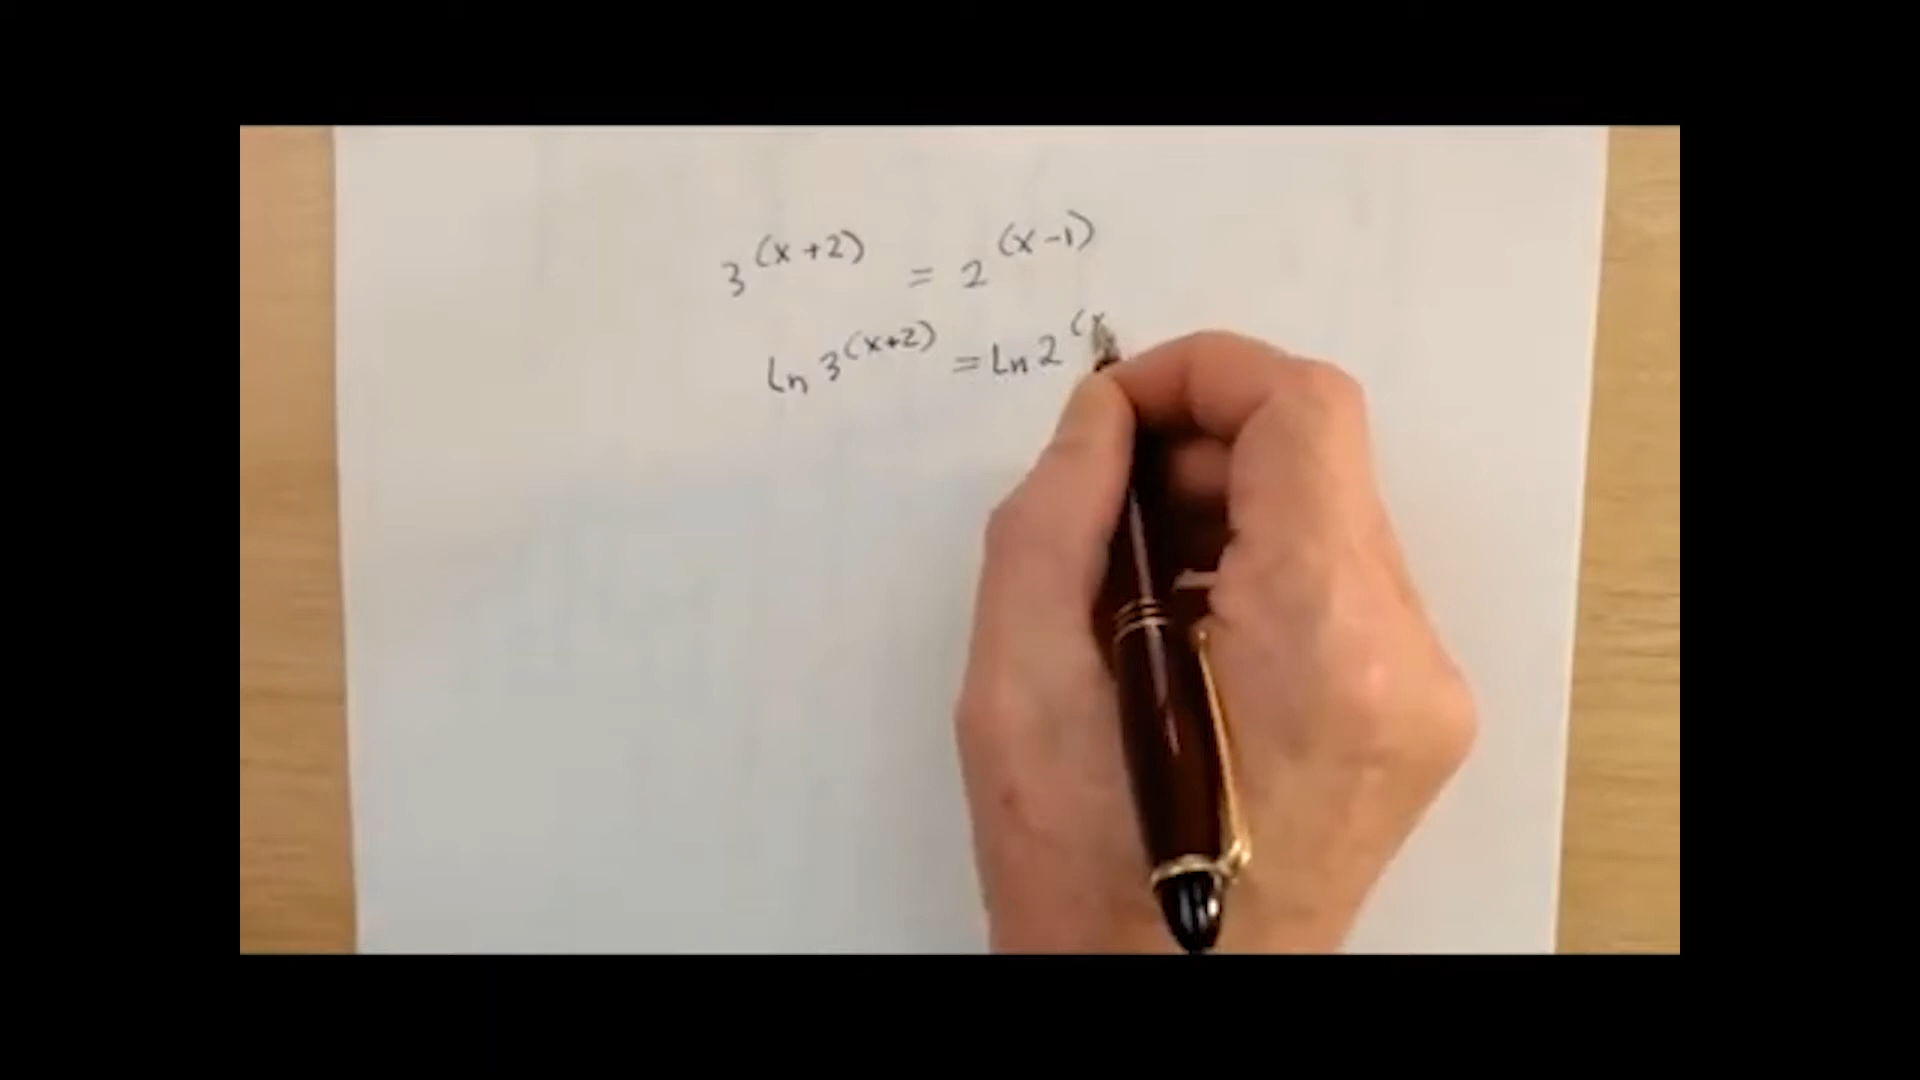 3^(x+2) = 2^(x-1)
ln 3^(x+2) = ln 2^(x